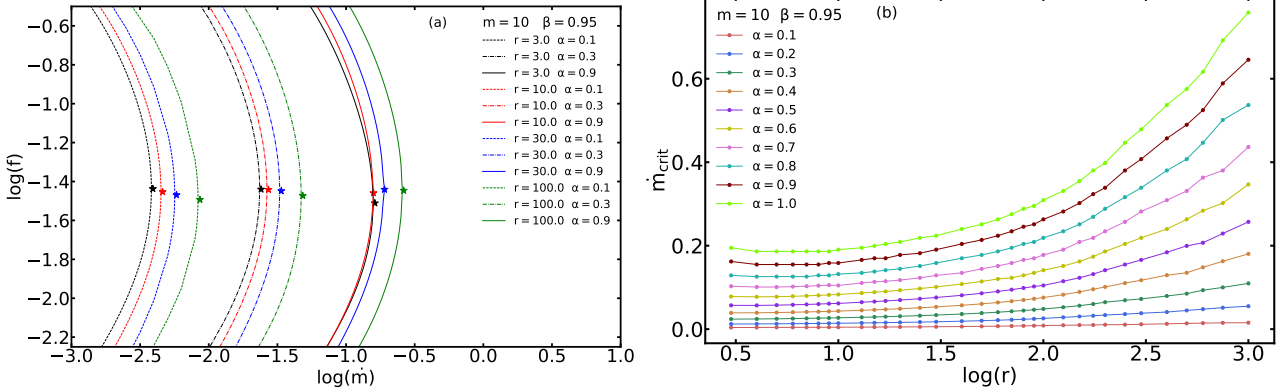 (a)
m = 10 β = 0.95
r = 3.0 α = 0.1
r = 3.0 α = 0.3
r = 3.0 α = 0.9
r = 10.0 α = 0.1
r = 10.0 α = 0.3
r = 10.0 α = 0.9
r = 30.0 α = 0.1
r = 30.0 α = 0.3
r = 30.0 α = 0.9
r = 100.0 α = 0.1
r = 100.0 α = 0.3
r = 100.0 α = 0.9
log(f)
−0.6
−0.8
−1.0
−1.2
−1.4
−1.6
−1.8
−2.0
−2.2
−3.0 −2.5 −2.0 −1.5 −1.0 −0.5 0.0 0.5 1.0
log(ṁ)
(b)
m = 10 β = 0.95
α = 0.1
α = 0.2
α = 0.3
α = 0.4
α = 0.5
α = 0.6
α = 0.7
α = 0.8
α = 0.9
α = 1.0
ṁcrit
0.6
0.4
0.2
0.0
0.5 1.0 1.5 2.0 2.5 3.0
log(r)